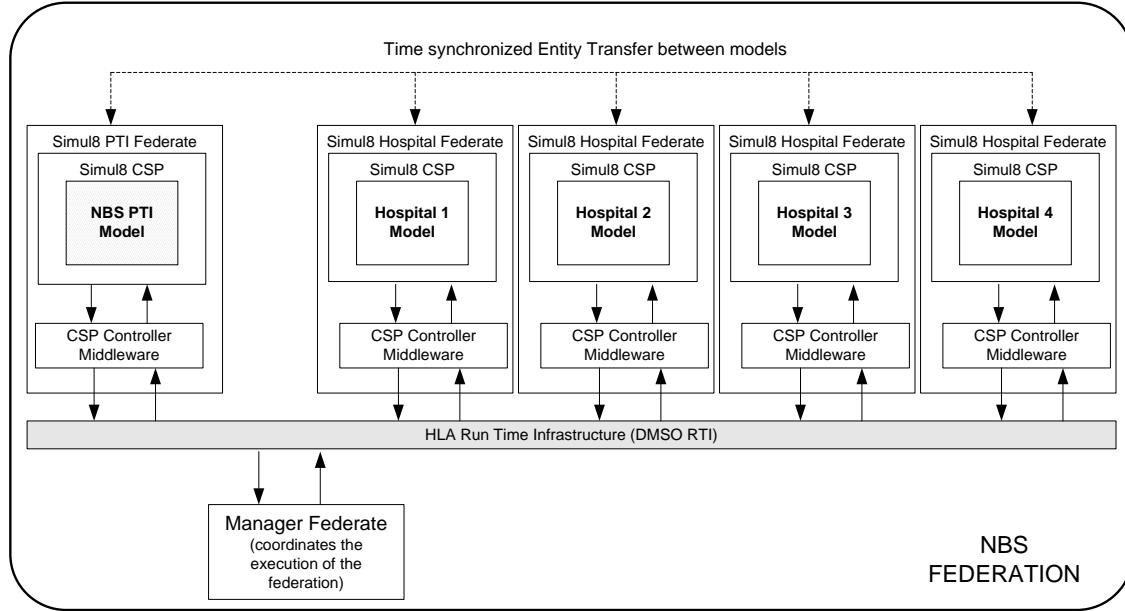 Time synchronized Entity Transfer between models
Simul8 PTI Federate
Simul8 CSP
NBS PTI
Model
CSP Controller
Middleware
Simul8 Hospital Federate
Simul8 CSP
Hospital 1
Model
CSP Controller
Middleware
Simul8 Hospital Federate
Simul8 CSP
Hospital 2
Model
CSP Controller
Middleware
Simul8 Hospital Federate
Simul8 CSP
Hospital 3
Model
CSP Controller
Middleware
Simul8 Hospital Federate
Simul8 CSP
Hospital 4
Model
CSP Controller
Middleware
HLA Run Time Infrastructure (DMSO RTI)
Manager Federate
(coordinates the
execution of the
federation)
NBS
FEDERATION